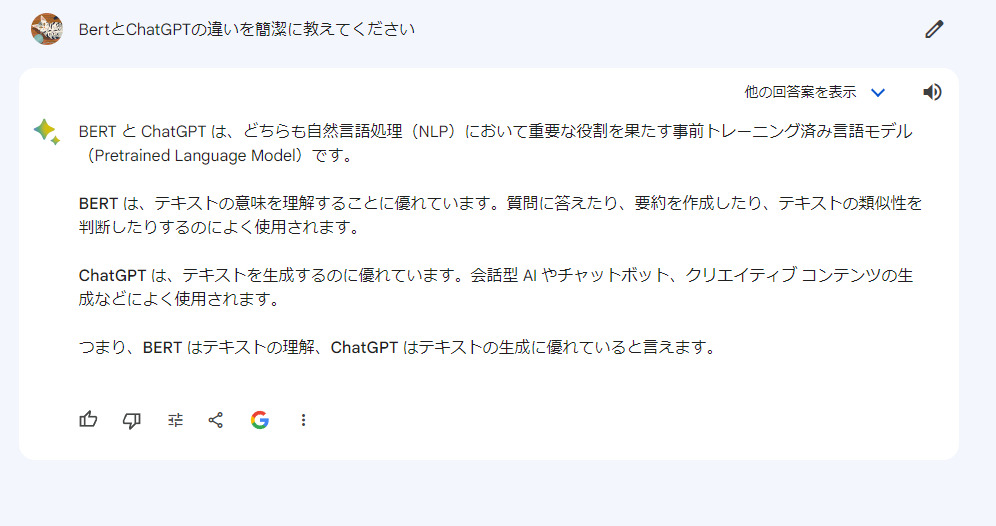 BertとChatGPTの違いを簡潔に教えてください
他の回答案を表示
BERT と ChatGPT は、どちらも自然言語処理（NLP）において重要な役割を果たす事前トレーニング済み言語モデル
（Pretrained Language Model）です。
BERT は、テキストの意味を理解することに優れています。質問に答えたり、要約を作成したり、テキストの類似性を
判断したりするのによく使用されます。
ChatGPT は、テキストを生成するのに優れています。会話型 AI やチャットボット、クリエイティブ コンテンツの生
成などによく使用されます。
つまり、BERT はテキストの理解、ChatGPT はテキストの生成に優れていると言えます。